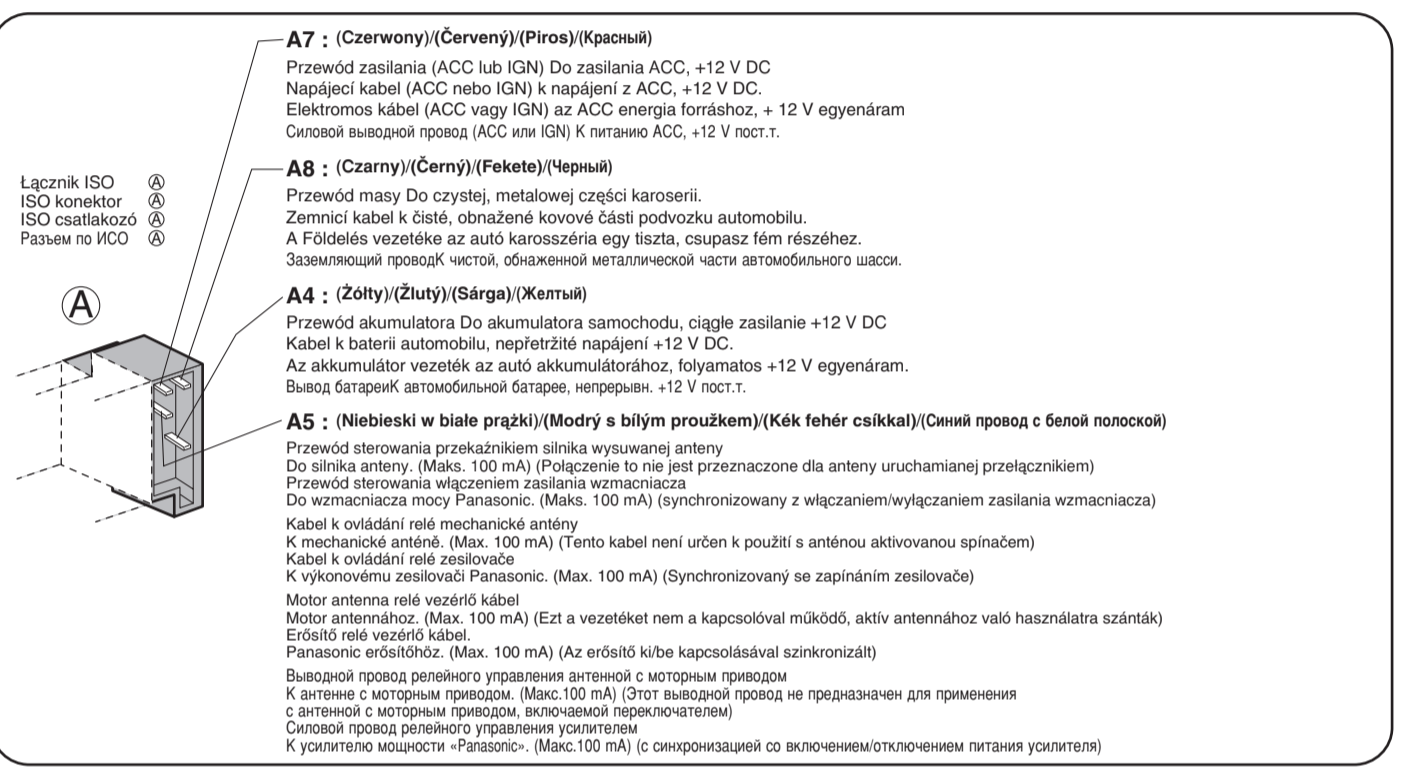 A7 : (Czerwony)/(Červený)/(Piros)/(Красный)
Przewód zasilania (ACC lub IGN) Do zasilania ACC, +12 V DC
Napájecí kabel (ACC nebo IGN) k napájení z ACC, +12 V DC.
Elektromos kábel (ACC vagy IGN) az ACC energia forráshoz, + 12 V egyenáram
Силовой выводной провод (ACC или IGN) К питанию ACC, +12 V пост.т.
A8 : (Czarny)/(Černý)/(Fekete)/(Черный)
Przewód masy Do czystej, metalowej części karoserii.
Zemnicí kabel k čisté, obnažené kovové části podvozku automobilu.
A Földelés vezetéke az autó karosszéria egy tiszta, csupasz fém részéhez.
Заземляющий проводК чистой, обнаженной металлической части автомобильного шасси.
Łącznik ISO Ⓐ
ISO konektor Ⓐ
ISO csatlakozó Ⓐ
Разъем по ИСО Ⓐ
Ⓐ
A4 : (Żółty)/(Žlutý)/(Sárga)/(Желтый)
Przewód akumulatora Do akumulatora samochodu, ciągłe zasilanie +12 V DC
Kabel k baterii automobilu, nepřetržité napájení +12 V DC.
Az akkumulátor vezeték az autó akkumulátorához, folyamatos +12 V egyenáram.
Вывод батареиК автомобильной батарее, непрерывн. +12 V пост.т.
A5 : (Niebieski w białe prążki)/(Modrý s bílým proužkem)/(Kék fehér csíkkal)/(Синий провод с белой полоской)
Przewód sterowania przekaźnikiem silnika wysuwanej anteny
Do silnika anteny. (Maks. 100 mA) (Połączenie to nie jest przeznaczone dla anteny uruchamianej przełącznikiem)
Przewód sterowania włączeniem zasilania wzmacniacza
Do wzmacniacza mocy Panasonic. (Maks. 100 mA) (synchronizowany z włączaniem/wyłączaniem zasilania wzmacniacza)
Kabel k ovládání relé mechanické antény
K mechanické anténě. (Max. 100 mA) (Tento kabel není určen k použití s anténou aktivovanou spínačem)
Kabel k ovládání relé zesilovače
K výkonovému zesilovači Panasonic. (Max. 100 mA) (Synchronizovaný se zapínáním zesilovače)
Motor antenna relé vezérlő kábel
Motor antennához. (Max. 100 mA) (Ezt a vezetéket nem a kapcsolóval működő, aktív antennához való használatra szánták)
Erősítő relé vezérlő kábel.
Panasonic erősítőhöz. (Max. 100 mA) (Az erősítő ki/be kapcsolásával szinkronizált)
Выводной провод релейного управления антенной с моторным приводом
К антенне с моторным приводом. (Макс.100 mA) (Этот выводной провод не предназначен для применения
с антенной с моторным приводом, включаемой переключателем)
Силовой провод релейного управления усилителем
К усилителю мощности «Panasonic». (Макс.100 mA) (с синхронизацией со включением/отключением питания усилителя)